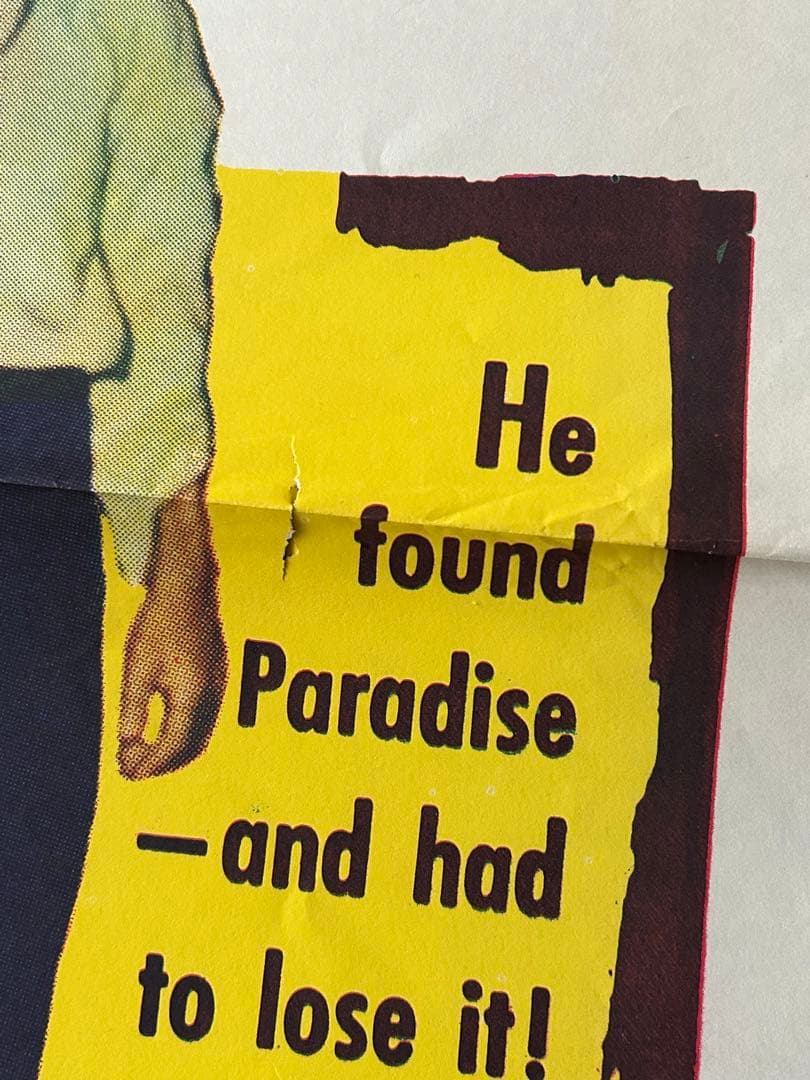 He
found
Paradise
—and had
to lose it!